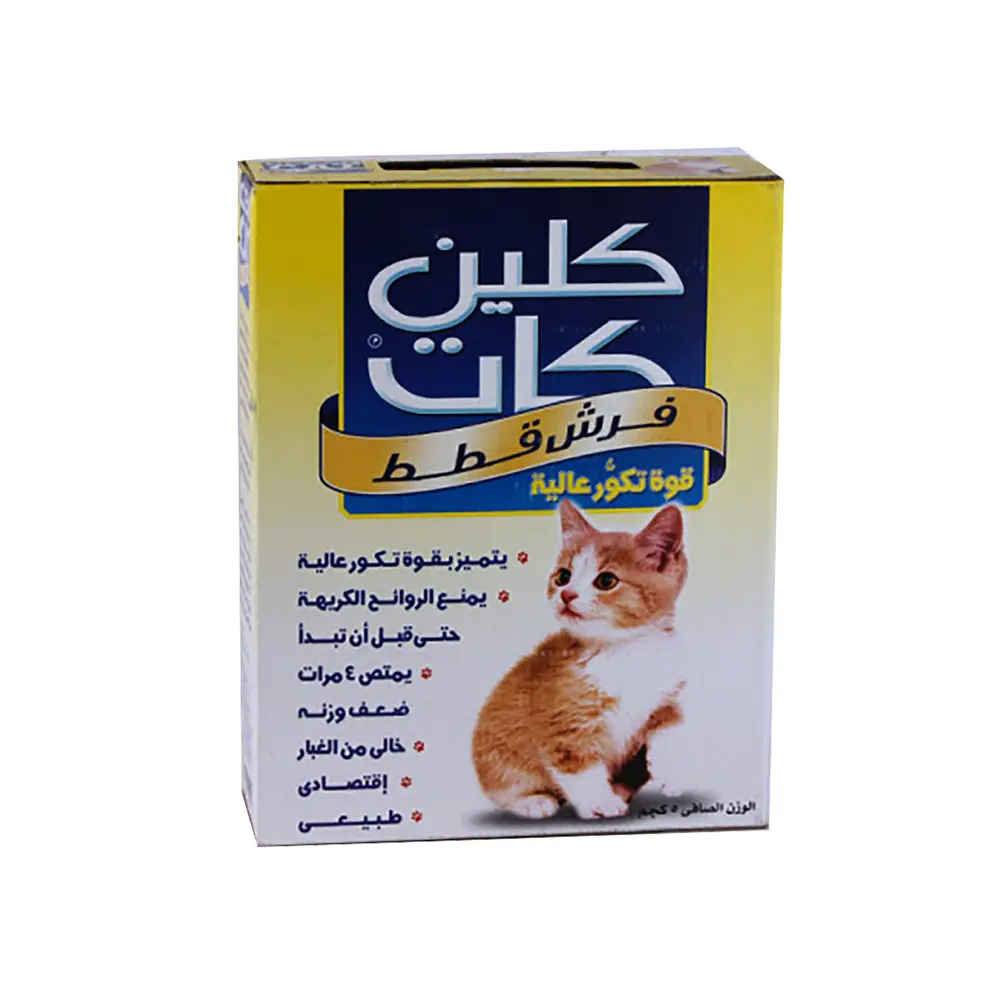 كلين
كات
فرش قطط
قوة تكوُّر عالية
يتميز بقوة تكور عالية
يمنع الروائح الكريهة
حتى قبل أن تبدأ
يمتص ٤ مرات
ضعف وزنه
خالى من الغبار
إقتصادى
طبيعى
الوزن الصافى ٥ كجم